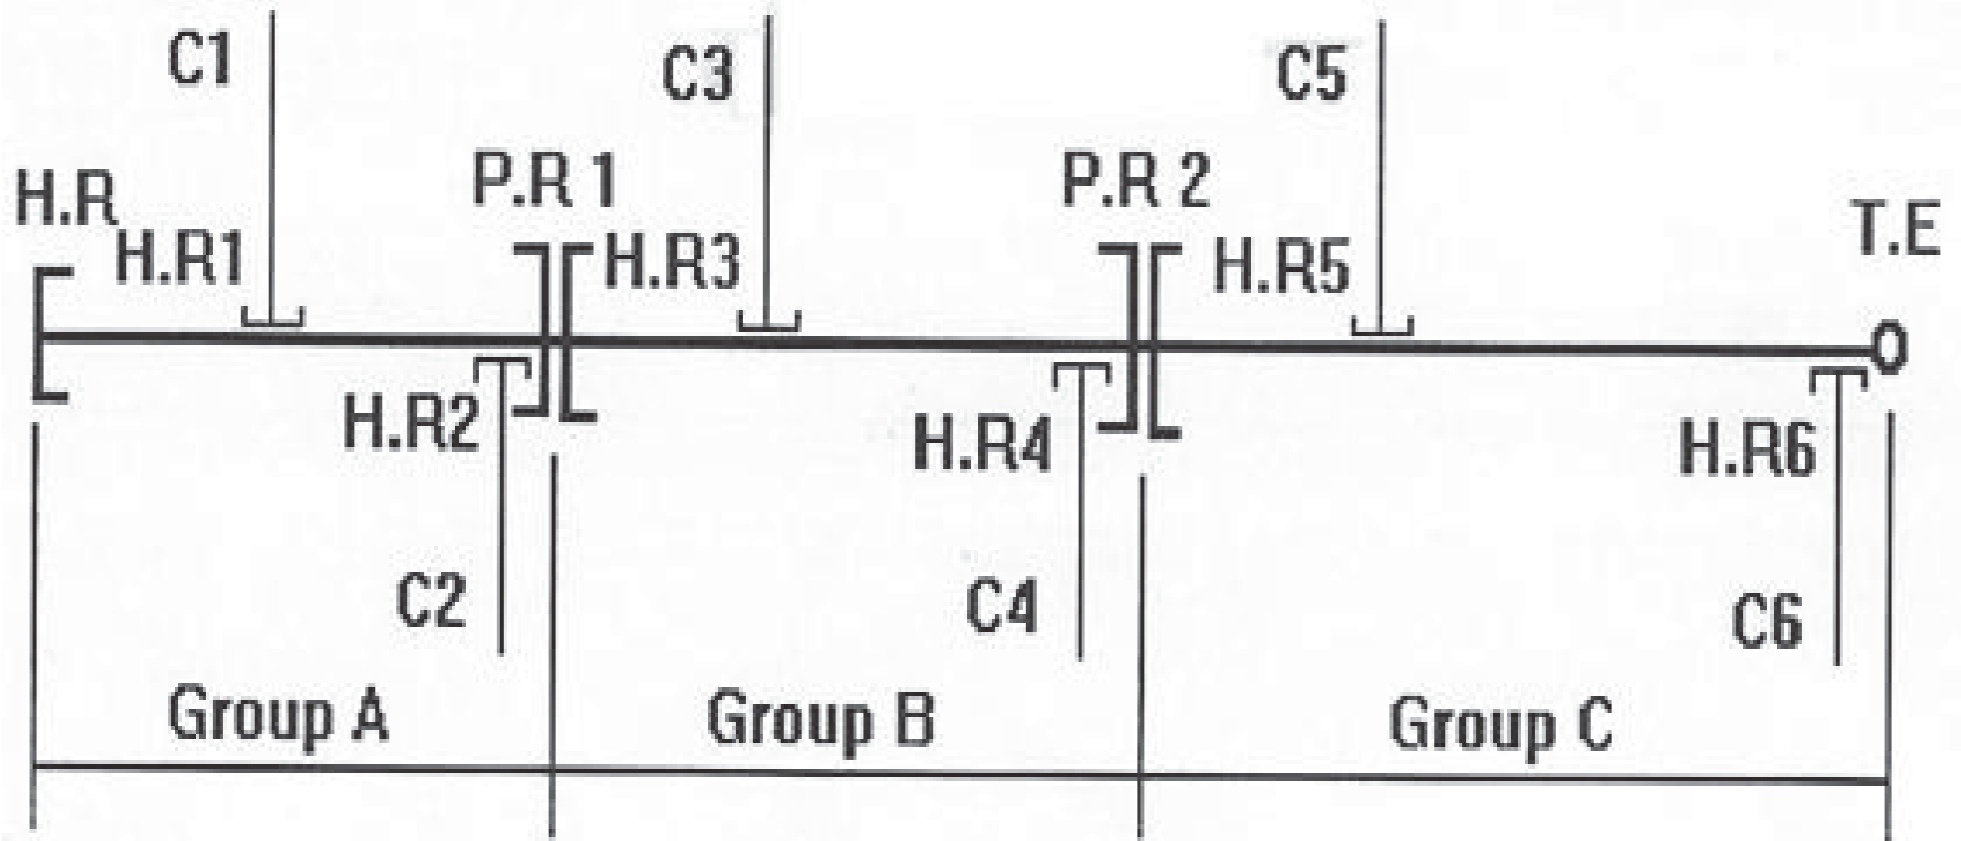 C1
C3
C5
P.R 1
P.R 2
H.R
T.E
H.R1
H.R3
H.R5
H.R2
H.R4
H.R6
C2
C4
C6
Group A
Group B
Group C